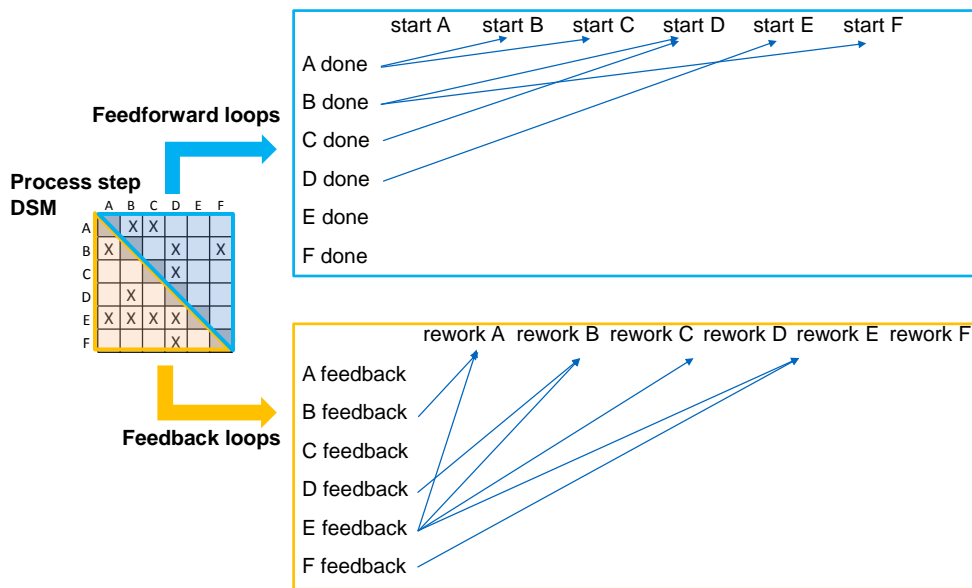 start A start B start C start D start E start F
A done
B done
C done
D done
E done
F done
Feedforward loops
Process step
DSM
A B C D E F
A X X
B X X X
C X
D X
E X X X X
F X
rework A rework B rework C rework D rework E rework F
A feedback
B feedback
C feedback
D feedback
E feedback
F feedback
Feedback loops